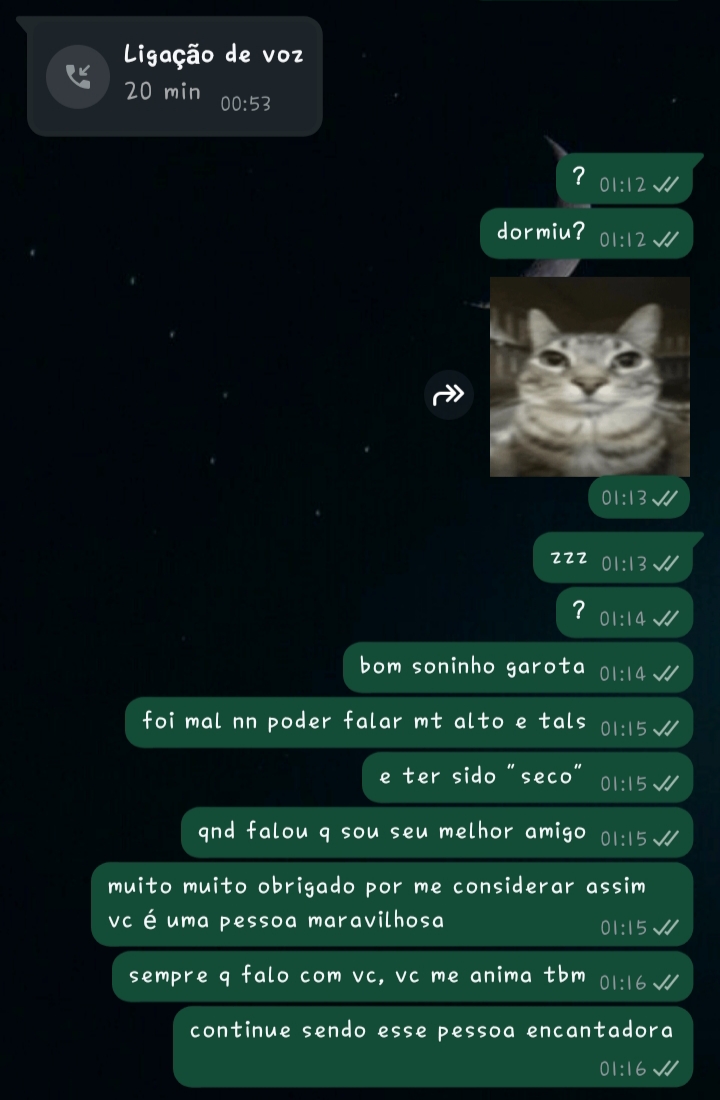 Ligação de voz
20 min 00:53
? 01:12
dormiu? 01:12
01:13
zzz 01:13
? 01:14
bom soninho garota 01:14
foi mal nn poder falar mt alto e tals 01:15
e ter sido "seco" 01:15
qnd falou q sou seu melhor amigo 01:15
muito muito obrigado por me considerar assim
vc é uma pessoa maravilhosa 01:15
sempre q falo com vc, vc me anima tbm 01:16
continue sendo esse pessoa encantadora
01:16